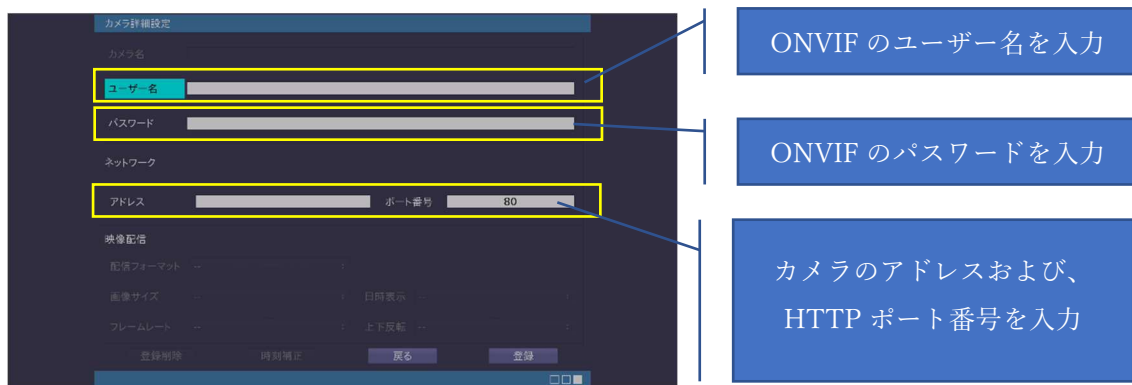 カメラ詳細設定
カメラ名
ユーザー名
パスワード
ネットワーク
アドレス ポート番号 80
映像配信
配信フォーマット --
画像サイズ -- 日時表示 --
フレームレート -- 上下反転 --
登録削除 時刻補正 戻る 登録
ONVIF のユーザー名を入力
ONVIF のパスワードを入力
カメラのアドレスおよび、
HTTP ポート番号を入力